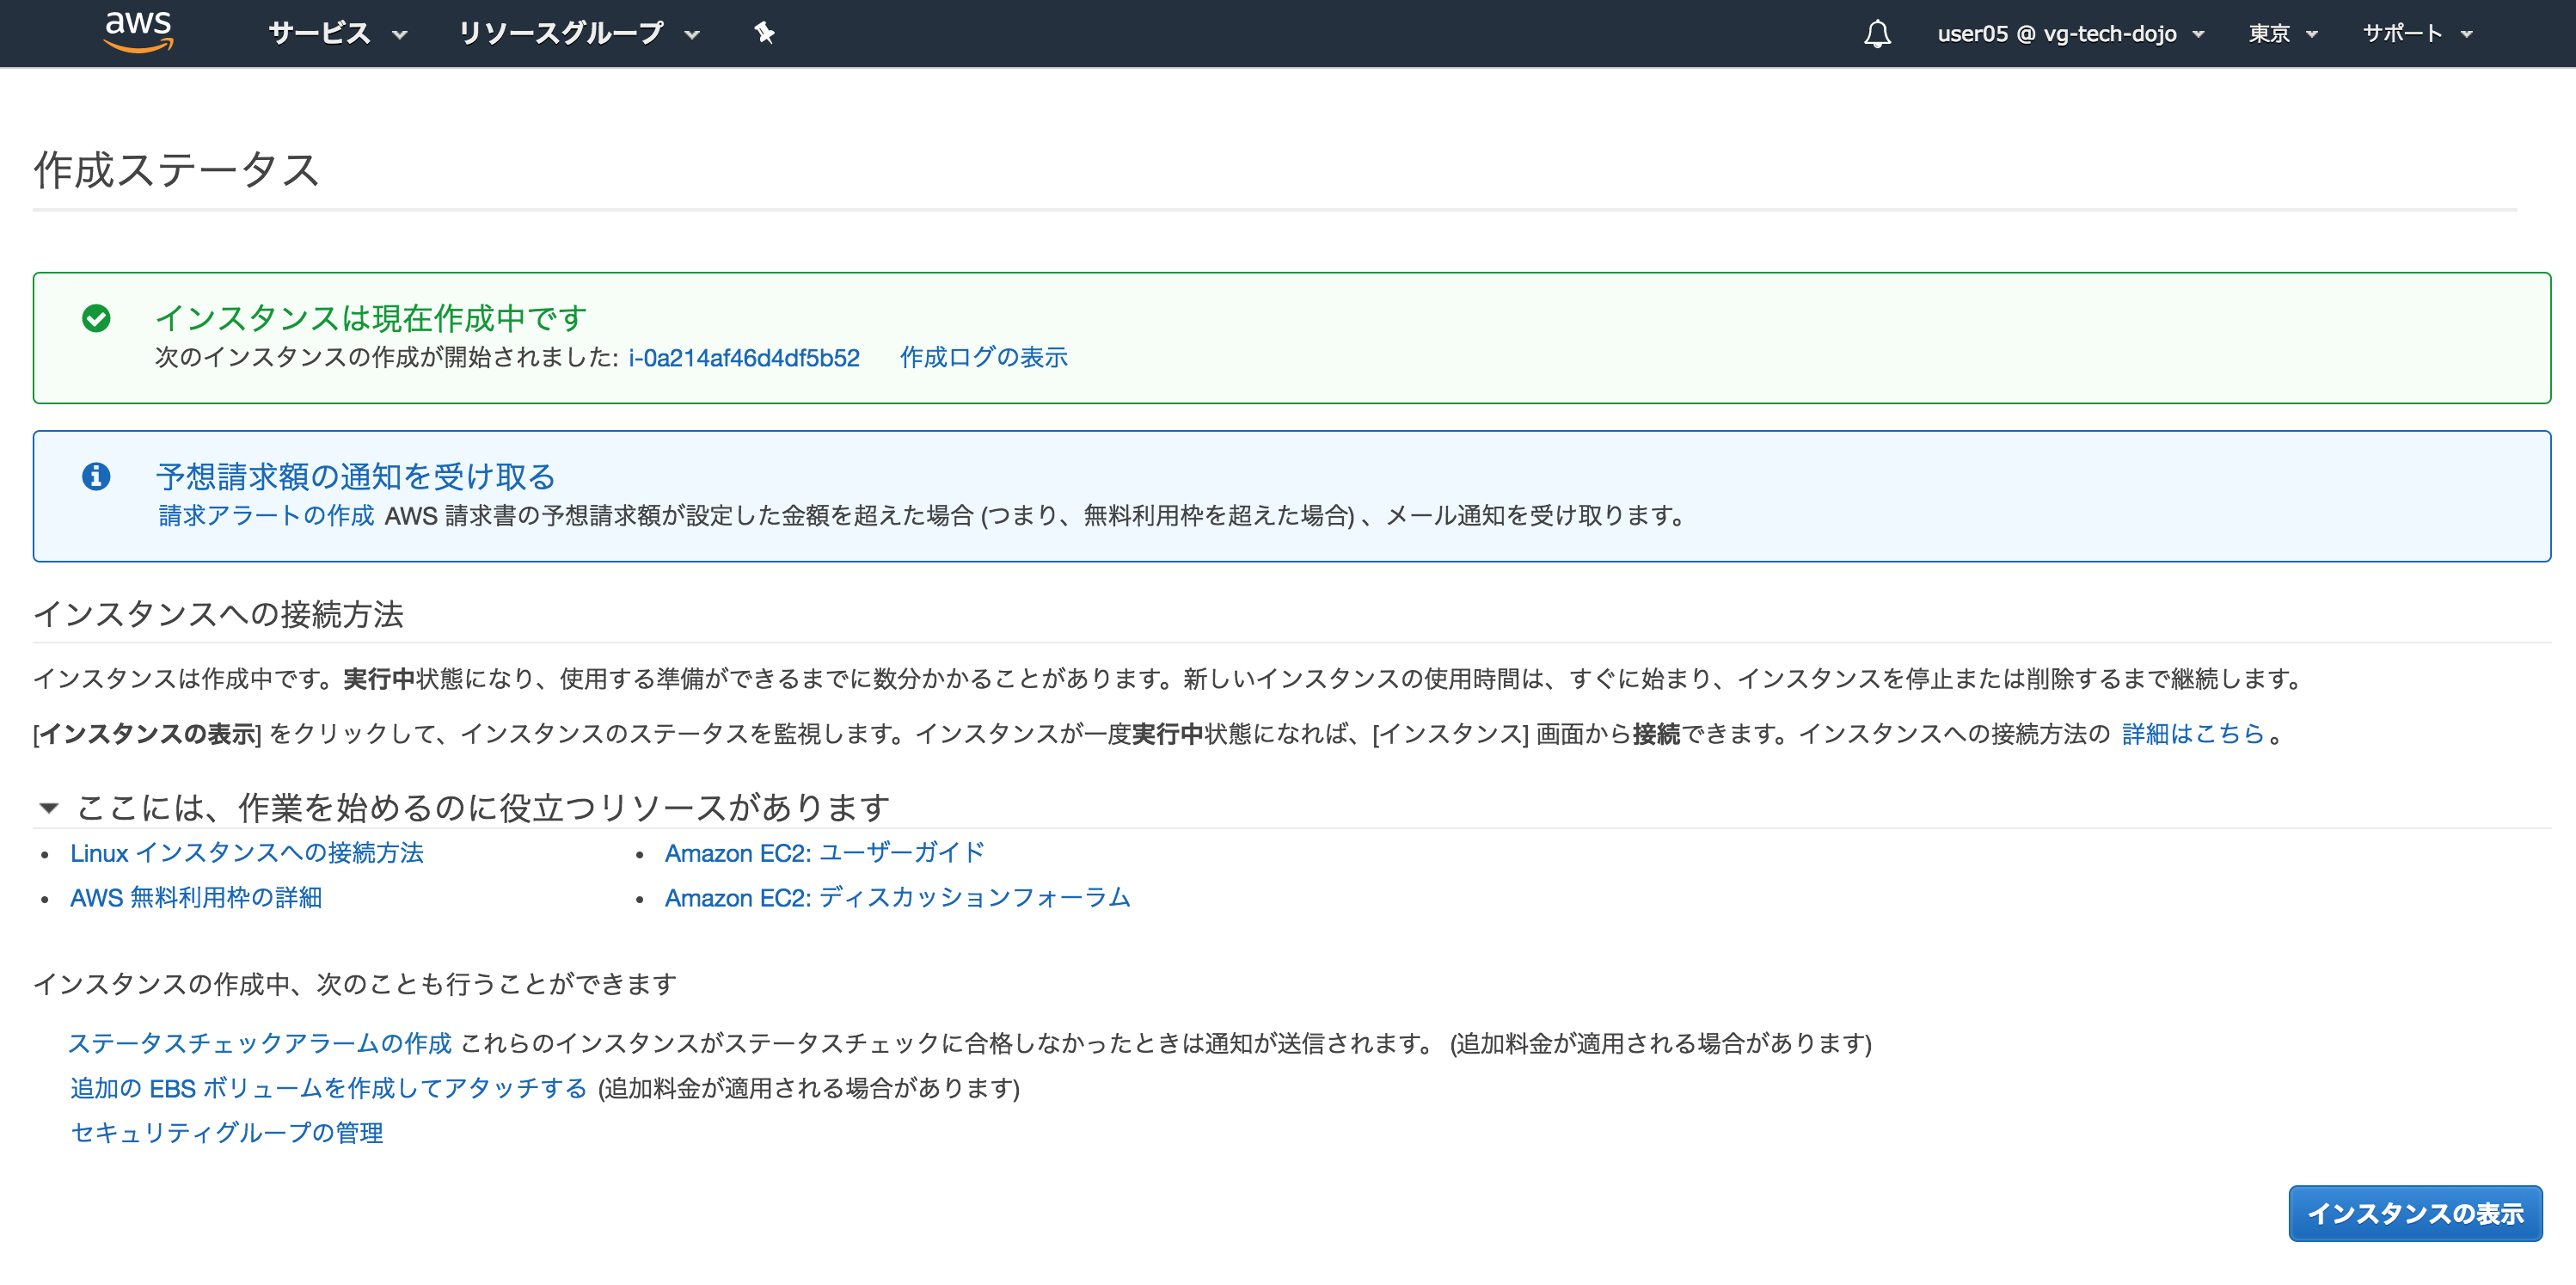 aws サービス リソースグループ user05 @ vg-tech-dojo 東京 サポート
作成ステータス
インスタンスは現在作成中です
次のインスタンスの作成が開始されました: i-0a214af46d4df5b52 作成ログの表示
予想請求額の通知を受け取る
請求アラートの作成 AWS 請求書の予想請求額が設定した金額を超えた場合 (つまり、無料利用枠を超えた場合) 、メール通知を受け取ります。
インスタンスへの接続方法
インスタンスは作成中です。実行中状態になり、使用する準備ができるまでに数分かかることがあります。新しいインスタンスの使用時間は、すぐに始まり、インスタンスを停止または削除するまで継続します。
[インスタンスの表示] をクリックして、インスタンスのステータスを監視します。インスタンスが一度実行中状態になれば、[インスタンス] 画面から接続できます。インスタンスへの接続方法の 詳細はこちら 。
ここには、作業を始めるのに役立つリソースがあります
• Linux インスタンスへの接続方法 • Amazon EC2: ユーザーガイド
• AWS 無料利用枠の詳細 • Amazon EC2: ディスカッションフォーラム
インスタンスの作成中、次のことも行うことができます
ステータスチェックアラームの作成 これらのインスタンスがステータスチェックに合格しなかったときは通知が送信されます。 (追加料金が適用される場合があります)
追加の EBS ボリュームを作成してアタッチする (追加料金が適用される場合があります)
セキュリティグループの管理
インスタンスの表示